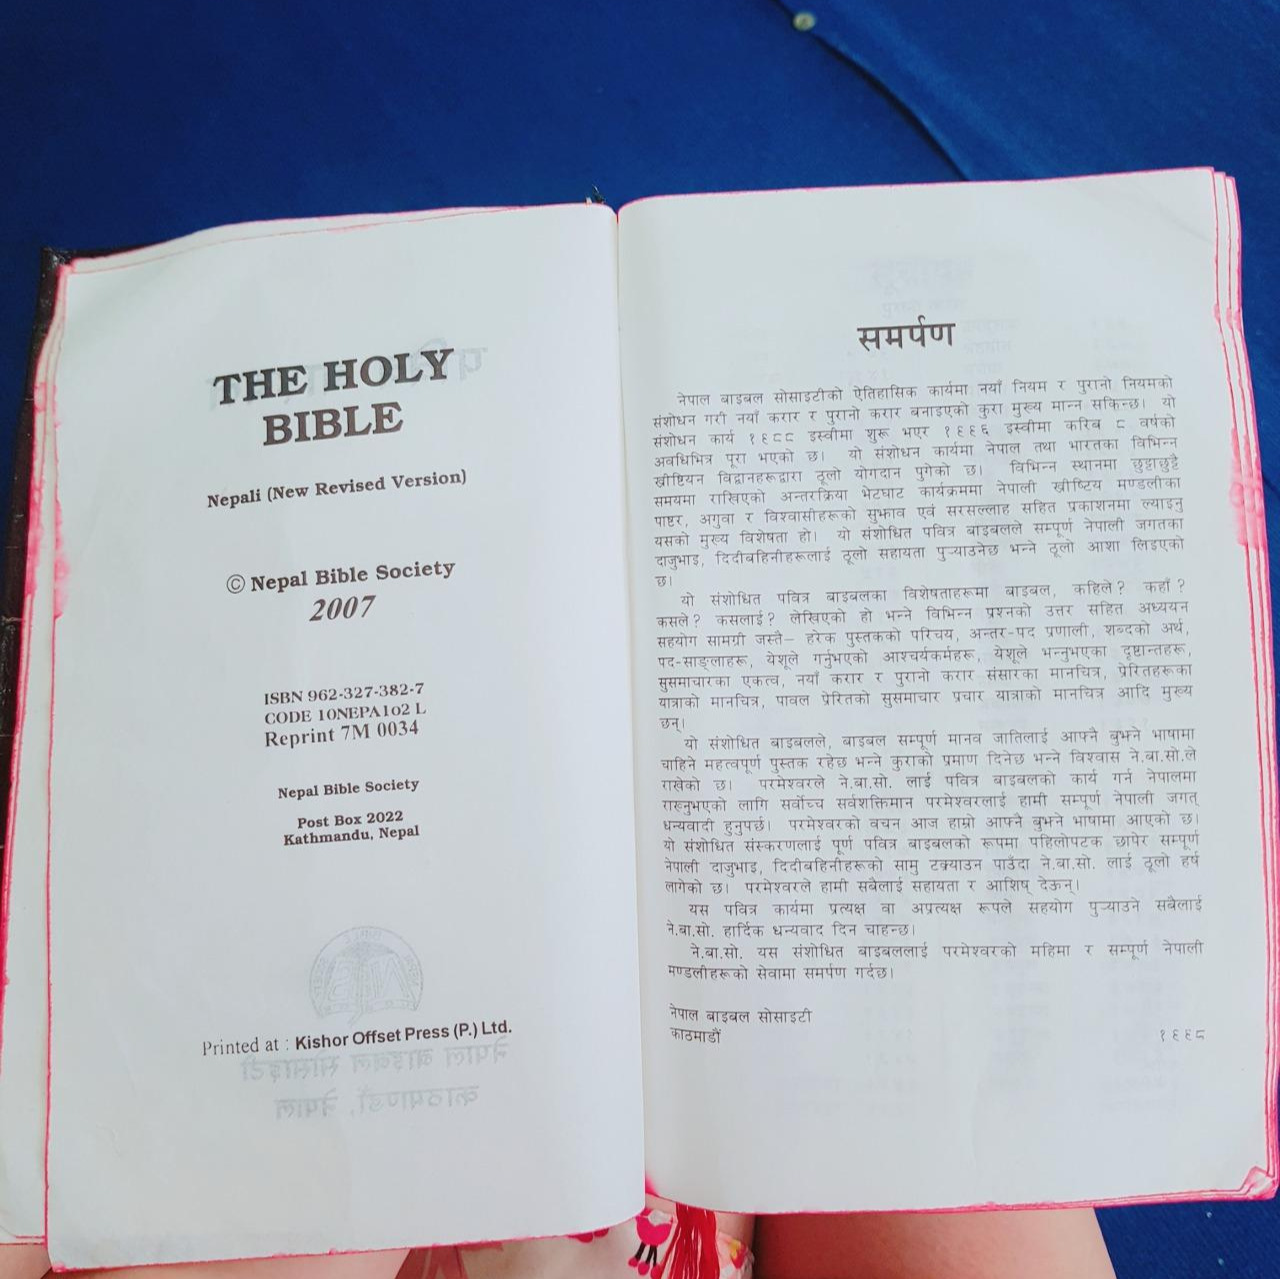 THE HOLY
BIBLE
Nepali (New Revised Version)
© Nepal Bible Society
2007
ISBN 962-327-382-7
CODE 10NEPA1o2 L
Reprint 7M 0034
Nepal Bible Society
Post Box 2022
Kathmandu, Nepal
Printed at : Kishor Offset Press (P.) Ltd.
समर्पण
नेपाल बाइबल सोसाइटीको ऐतिहासिक कार्यमा नयाँ नियम र पुरानो नियमको
संशोधन गरी नयाँ करार र पुरानो करार बनाइएको कुरा मुख्य मान्न सकिन्छ। यो
संशोधन कार्य १९८८ इस्वीमा शुरू भएर १९९६ इस्वीमा करिब ८ वर्षको
अवधिभित्र पूरा भएको छ। यो संशोधन कार्यमा नेपाल तथा भारतका विभिन्न
ख्रीष्टियन विद्वानहरूद्वारा ठूलो योगदान पुगेको छ। विभिन्न स्थानमा छुट्टाछुट्टै
समयमा राखिएको अन्तरक्रिया भेटघाट कार्यक्रममा नेपाली ख्रीष्टिय मण्डलीका
पाष्टर, अगुवा र विश्वासीहरूको सुझाव एवं सरसल्लाह सहित प्रकाशनमा ल्याइनु
यसको मुख्य विशेषता हो। यो संशोधित पवित्र बाइबलले सम्पूर्ण नेपाली जगतका
दाजुभाइ, दिदीबहिनीहरूलाई ठूलो सहायता पुऱ्याउनेछ भन्ने ठूलो आशा लिइएको
छ।
यो संशोधित पवित्र बाइबलका विशेषताहरूमा बाइबल, कहिले? कहाँ?
कसले? कसलाई? लेखिएको हो भन्ने विभिन्न प्रश्नको उत्तर सहित अध्ययन
सहयोग सामग्री जस्तै– हरेक पुस्तकको परिचय, अन्तर-पद प्रणाली, शब्दको अर्थ,
पद-साङ्लाहरू, येशूले गर्नुभएको आश्चर्यकर्महरू, येशूले भन्नुभएका दृष्टान्तहरू,
सुसमाचारका एकत्व, नयाँ करार र पुरानो करार संसारका मानचित्र, प्रेरितहरूका
यात्राको मानचित्र, पावल प्रेरितको सुसमाचार प्रचार यात्राको मानचित्र आदि मुख्य
छन्।
यो संशोधित बाइबलले, बाइबल सम्पूर्ण मानव जातिलाई आफ्नै बुझ्ने भाषामा
चाहिने महत्वपूर्ण पुस्तक रहेछ भन्ने कुराको प्रमाण दिनेछ भन्ने विश्वास ने.बा.सो.ले
राखेको छ। परमेश्वरले ने.बा.सो. लाई पवित्र बाइबलको कार्य गर्न नेपालमा
राख्नुभएको लागि सर्वोच्च सर्वशक्तिमान परमेश्वरलाई हामी सम्पूर्ण नेपाली जगत्
धन्यवादी हुनुपर्छ। परमेश्वरको वचन आज हाम्रो आफ्नै बुझ्ने भाषामा आएको छ।
यो संशोधित संस्करणलाई पूर्ण पवित्र बाइबलको रूपमा पहिलोपटक छापेर सम्पूर्ण
नेपाली दाजुभाइ, दिदीबहिनीहरूको सामु टक्र्याउन पाउँदा ने.बा.सो. लाई ठूलो हर्ष
लागेको छ। परमेश्वरले हामी सबैलाई सहायता र आशिष् देऊन्।
यस पवित्र कार्यमा प्रत्यक्ष वा अप्रत्यक्ष रूपले सहयोग पुऱ्याउने सबैलाई
ने.बा.सो. हार्दिक धन्यवाद दिन चाहन्छ।
ने.बा.सो. यस संशोधित बाइबललाई परमेश्वरको महिमा र सम्पूर्ण नेपाली
मण्डलीहरूको सेवामा समर्पण गर्दछ।
नेपाल बाइबल सोसाइटी
काठमाडौं १९९८